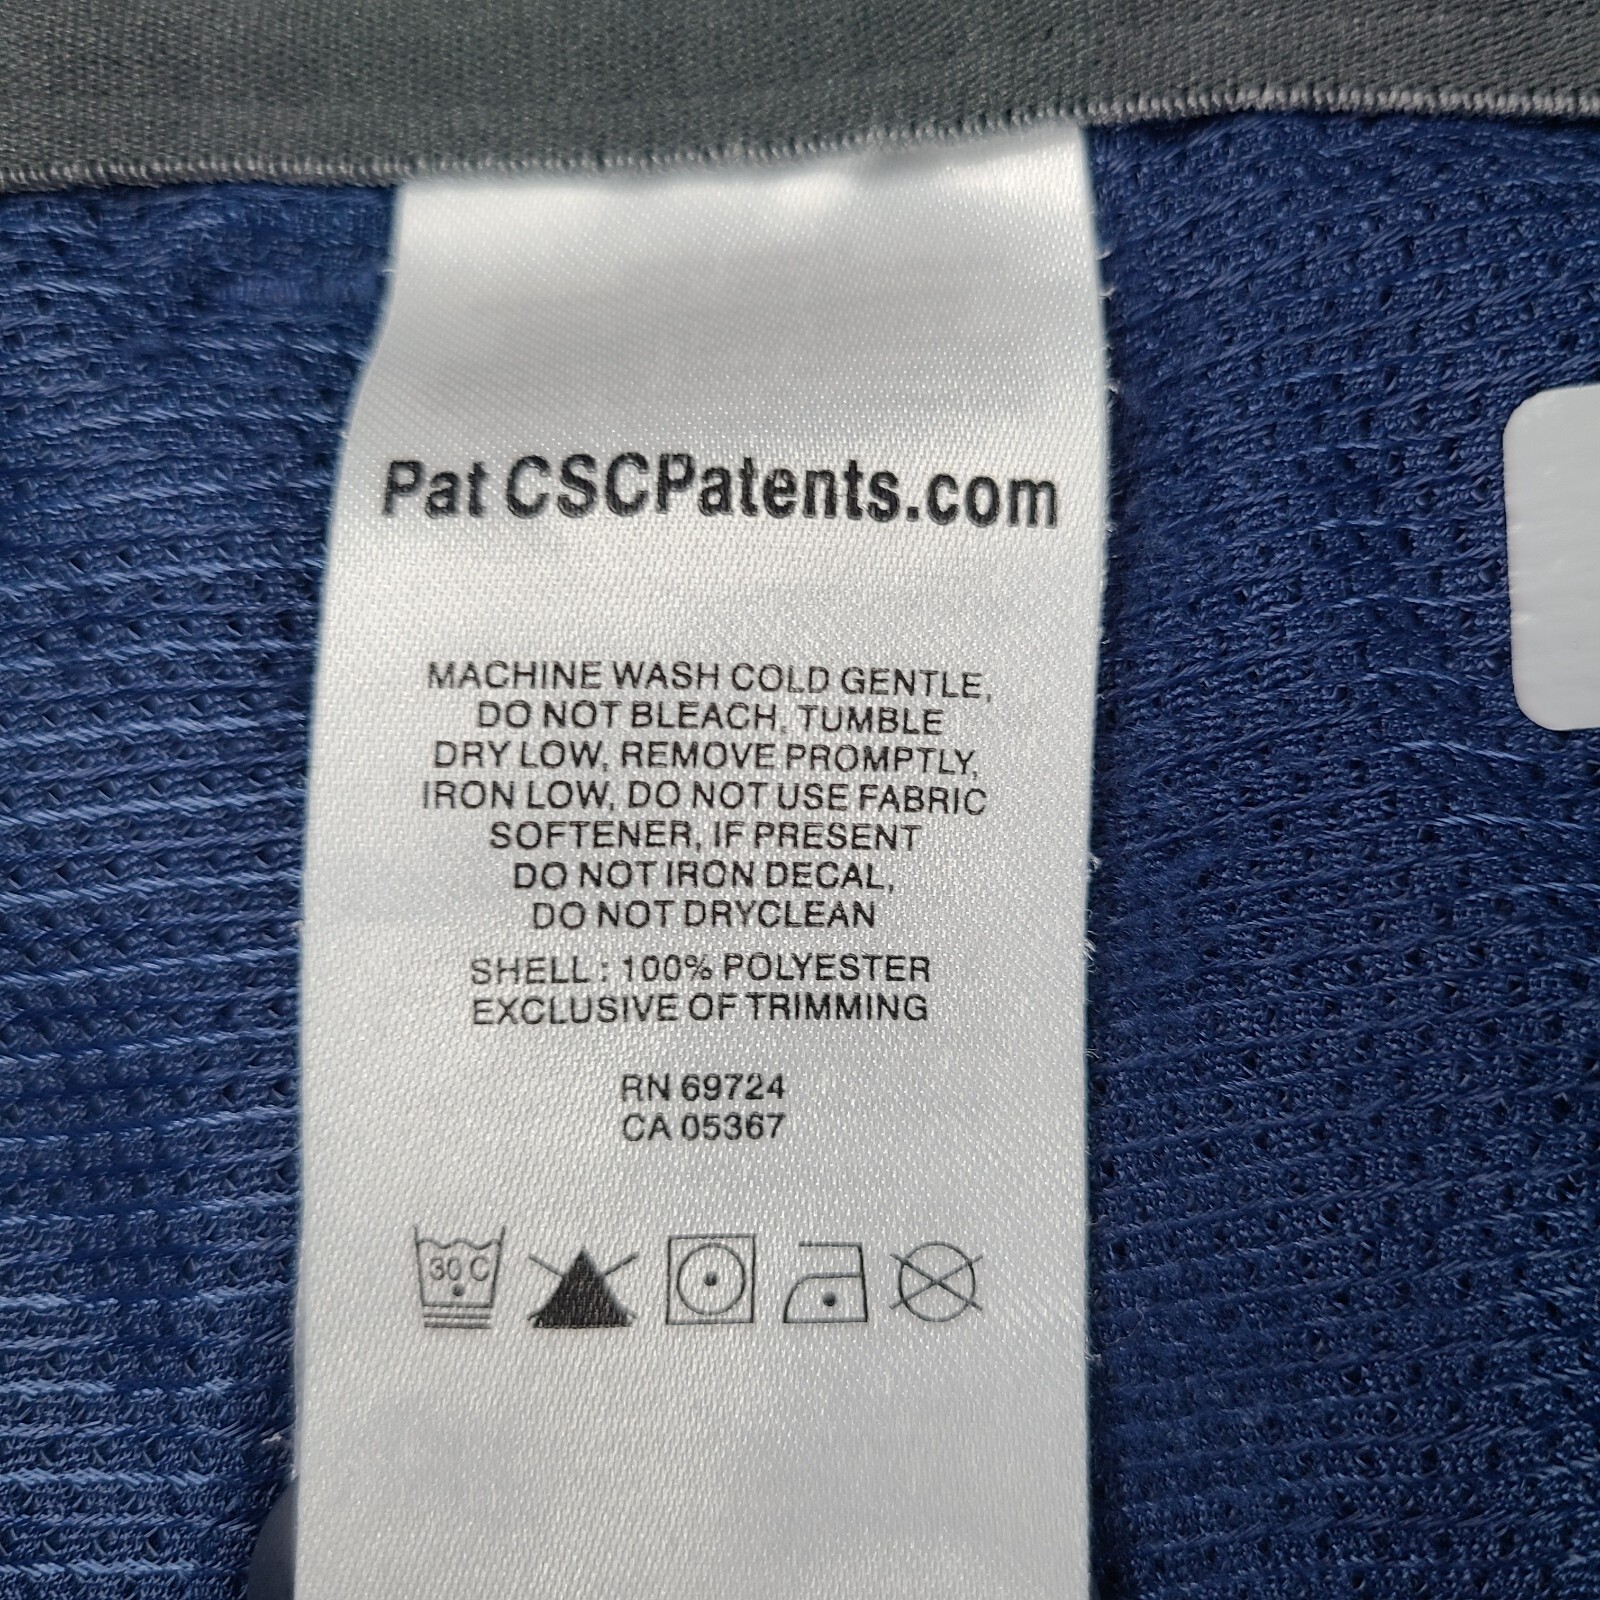 Pat CSCPatents.com
MACHINE WASH COLD GENTLE,
DO NOT BLEACH, TUMBLE
DRY LOW, REMOVE PROMPTLY,
IRON LOW, DO NOT USE FABRIC
SOFTENER, IF PRESENT
DO NOT IRON DECAL,
DO NOT DRYCLEAN
SHELL : 100% POLYESTER
EXCLUSIVE OF TRIMMING
RN 69724
CA 05367
30 C